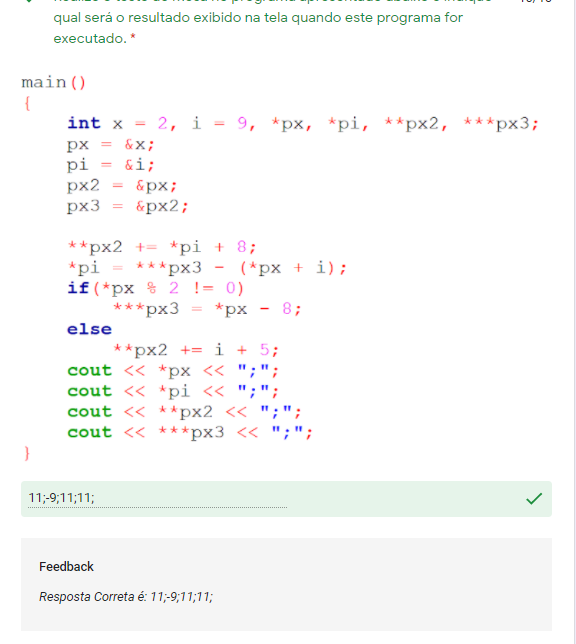 qual será o resultado exibido na tela quando este programa for
executado. *
main()
{
int x = 2, i = 9, *px, *pi, **px2, ***px3;
px = &x;
pi = &i;
px2 = &px;
px3 = &px2;
**px2 += *pi + 8;
*pi = ***px3 - (*px + i);
if(*px % 2 != 0)
***px3 = *px - 8;
else
**px2 += i + 5;
cout << *px << ";";
cout << *pi << ";";
cout << **px2 << ";";
cout << ***px3 << ";";
}
11;-9;11;11;
Feedback
Resposta Correta é: 11;-9;11;11;